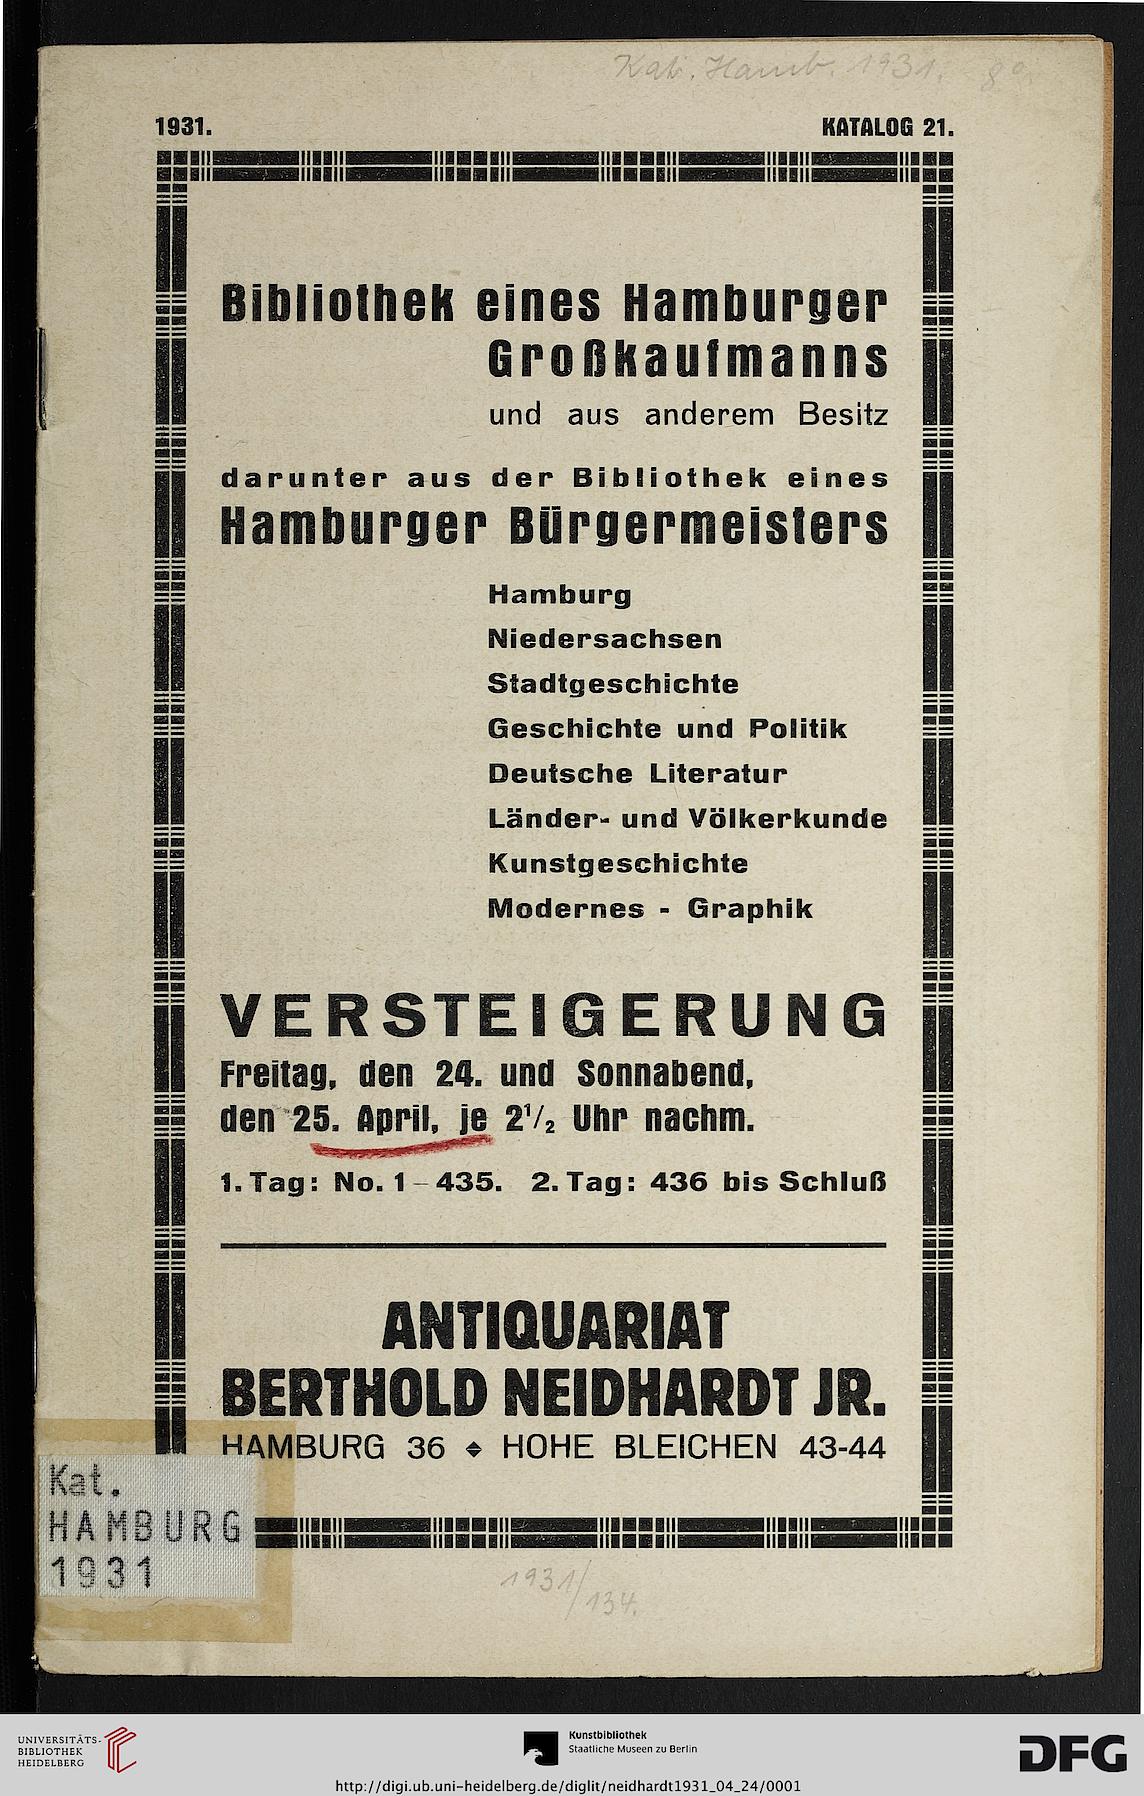 Kat. Hamb. 1931. 8°.
1931.
KATALOG 21.
Bibliothek eines Hamburger
Großkaufmanns
und aus anderem Besitz
darunter aus der Bibliothek eines
Hamburger Bürgermeisters
Hamburg
Niedersachsen
Stadtgeschichte
Geschichte und Politik
Deutsche Literatur
Länder- und Völkerkunde
Kunstgeschichte
Modernes - Graphik
VERSTEIGERUNG
Freitag, den 24. und Sonnabend,
den 25. April, je 2¹/₂ Uhr nachm.
1. Tag: No. 1–435. 2. Tag: 436 bis Schluß
ANTIQUARIAT
BERTHOLD NEIDHARDT JR.
HAMBURG 36 ♦ HOHE BLEICHEN 43-44
Kat.
HAMBURG
1931
1931/134.
UNIVERSITÄTS-
BIBLIOTHEK
HEIDELBERG
Kunstbibliothek
Staatliche Museen zu Berlin
DFG
http://digi.ub.uni-heidelberg.de/diglit/neidhardt1931_04_24/0001